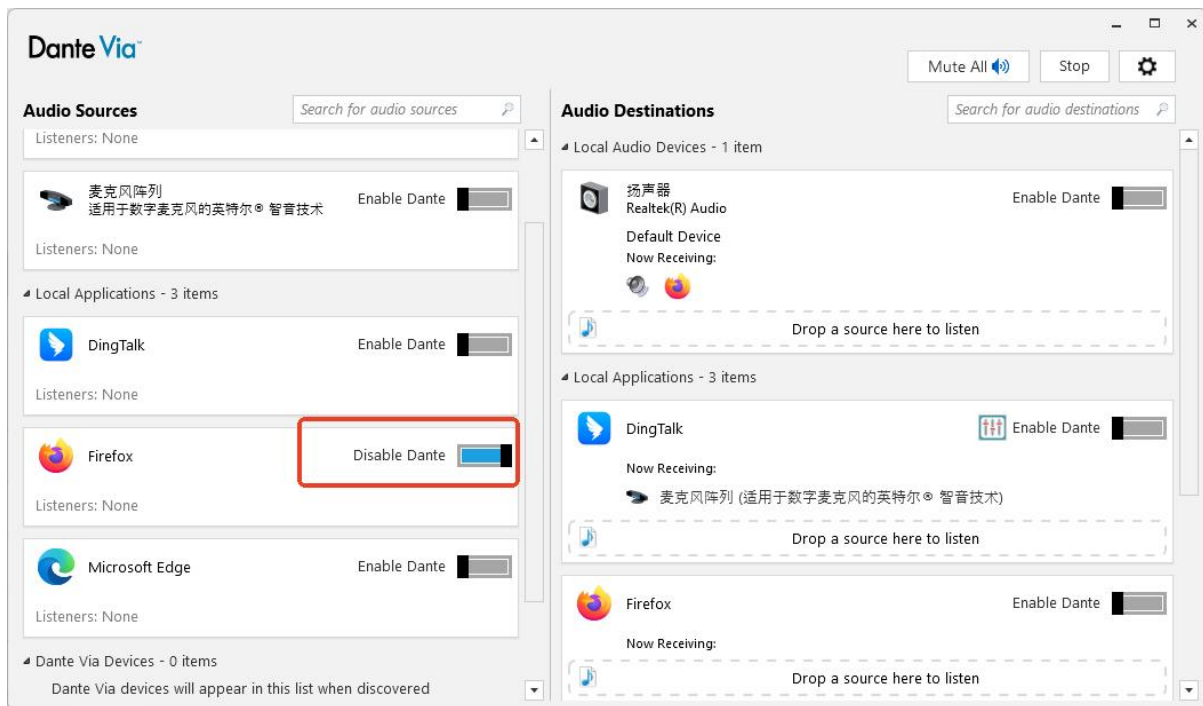 Dante Via™
Mute All
Stop
Audio Sources
Search for audio sources
Listeners: None
麦克风阵列
适用于数字麦克风的英特尔® 智音技术
Enable Dante
Listeners: None
Local Applications - 3 items
DingTalk
Enable Dante
Listeners: None
Firefox
Disable Dante
Listeners: None
Microsoft Edge
Enable Dante
Listeners: None
Dante Via Devices - 0 items
Dante Via devices will appear in this list when discovered
Audio Destinations
Search for audio destinations
Local Audio Devices - 1 item
扬声器
Realtek(R) Audio
Enable Dante
Default Device
Now Receiving:
Drop a source here to listen
Local Applications - 3 items
DingTalk
Enable Dante
Now Receiving:
麦克风阵列 (适用于数字麦克风的英特尔® 智音技术)
Drop a source here to listen
Firefox
Enable Dante
Now Receiving:
Drop a source here to listen